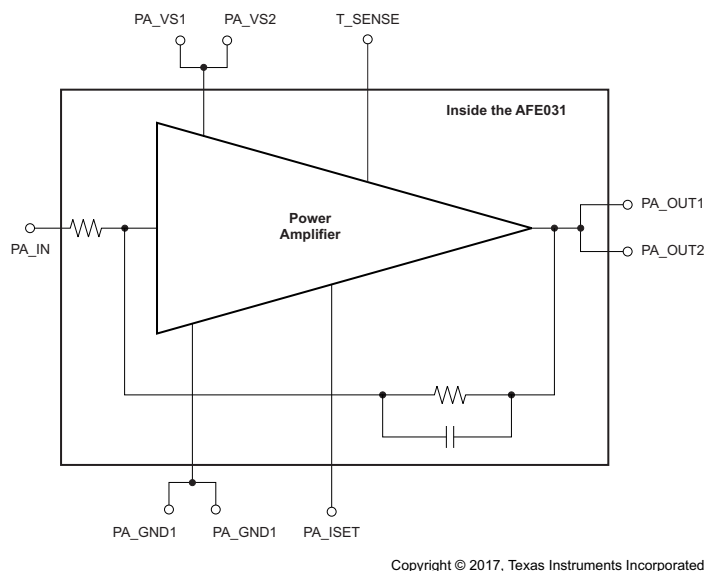 PA_VS1
PA_VS2
T_SENSE
Inside the AFE031
Power
Amplifier
PA_IN
PA_OUT1
PA_OUT2
PA_GND1
PA_GND1
PA_ISET
Copyright © 2017, Texas Instruments Incorporated